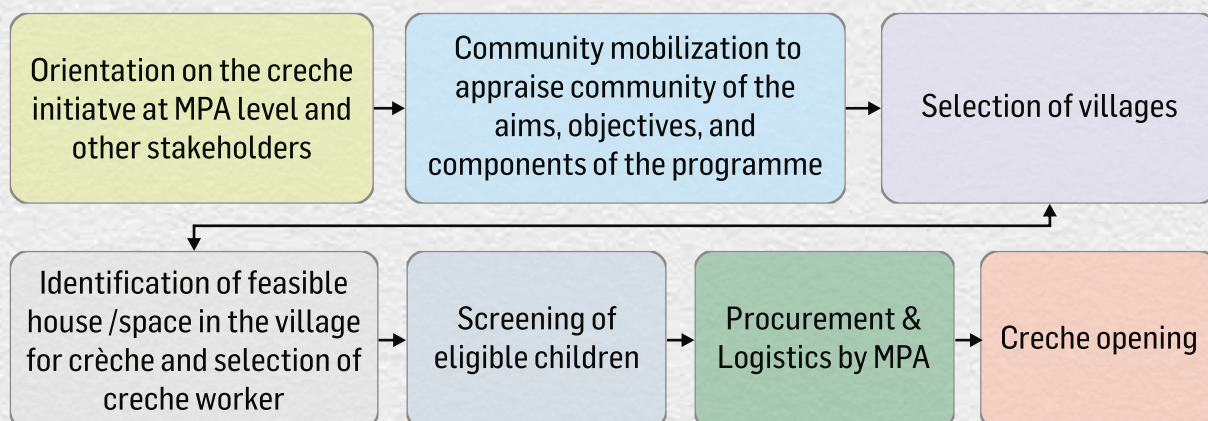 Orientation on the creche
initiatve at MPA level and
other stakeholders
Community mobilization to
appraise community of the
aims, objectives, and
components of the programme
Selection of villages
Identification of feasible
house /space in the village
for crèche and selection of
creche worker
Screening of
eligible children
Procurement &
Logistics by MPA
Creche opening